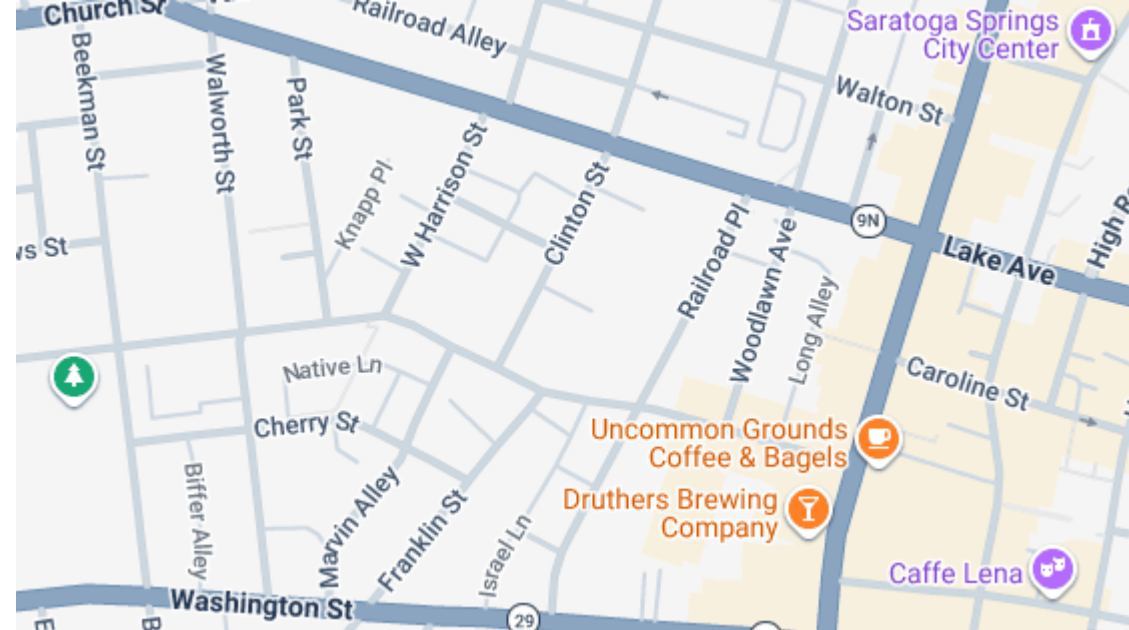 Church St
Railroad Alley
Saratoga Springs
City Center
Beekman St
Walworth St
Park St
Walton St
Knapp Pl
W Harrison St
Clinton St
Railroad Pl
Woodlawn Ave
9N
Lake Ave
ws St
Long Alley
Native Ln
Caroline St
Cherry St
Uncommon Grounds
Coffee & Bagels
Biffer Alley
Marvin Alley
Franklin St
Israel Ln
Druthers Brewing
Company
Caffe Lena
Washington St
29